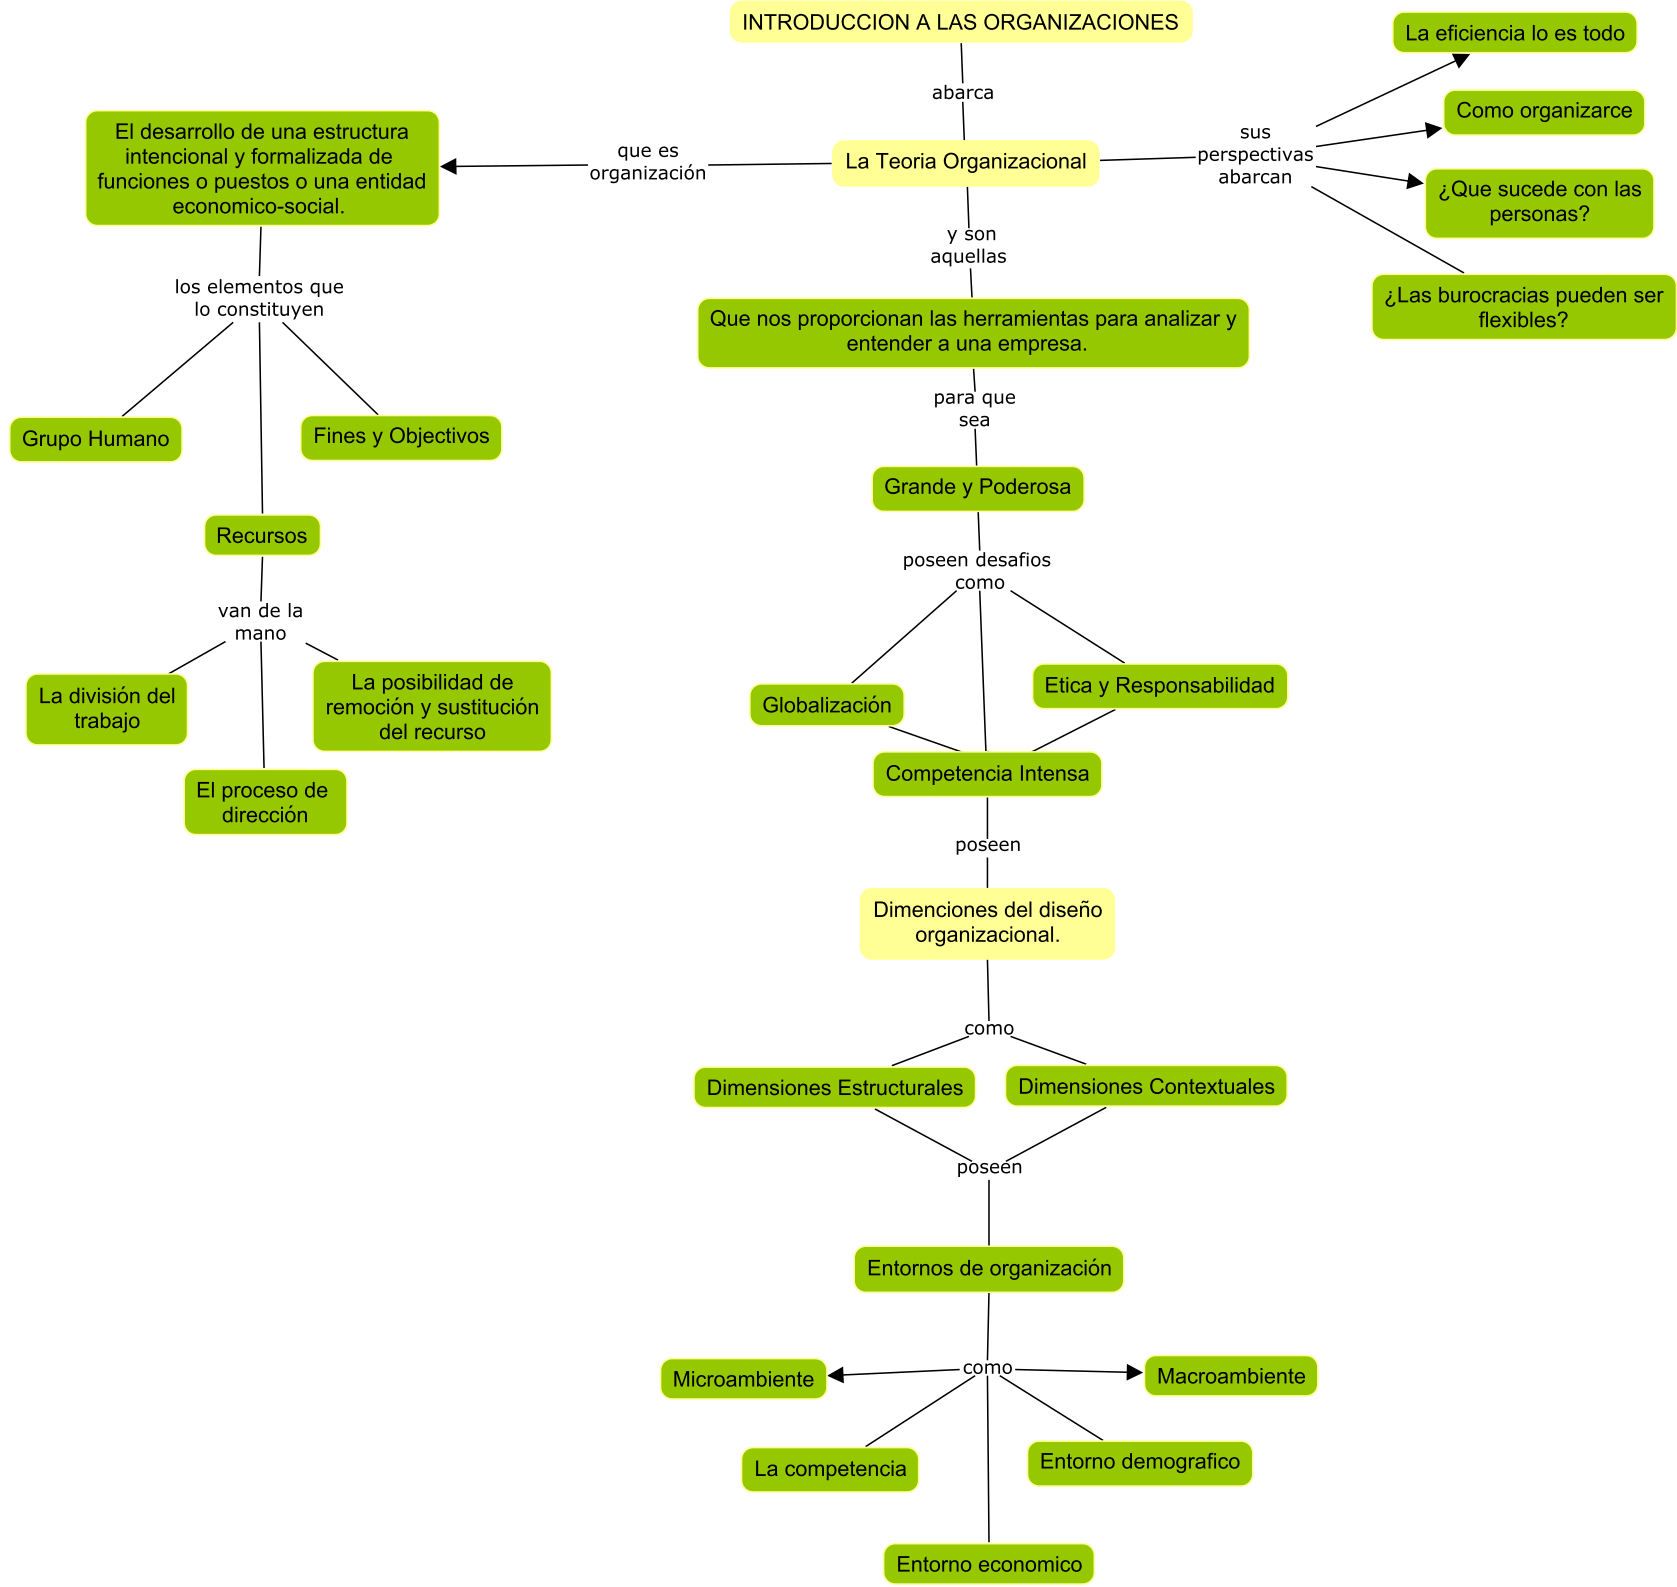 INTRODUCCION A LAS ORGANIZACIONES
abarca
La Teoria Organizacional
que es
organización
El desarrollo de una estructura
intencional y formalizada de
funciones o puestos o una entidad
economico-social.
los elementos que
lo constituyen
Grupo Humano
Fines y Objectivos
Recursos
van de la
mano
La división del
trabajo
La posibilidad de
remoción y sustitución
del recurso
El proceso de
dirección
sus
perspectivas
abarcan
La eficiencia lo es todo
Como organizarce
¿Que sucede con las
personas?
¿Las burocracias pueden ser
flexibles?
y son
aquellas
Que nos proporcionan las herramientas para analizar y
entender a una empresa.
para que
sea
Grande y Poderosa
poseen desafios
como
Globalización
Etica y Responsabilidad
Competencia Intensa
poseen
Dimenciones del diseño
organizacional.
como
Dimensiones Estructurales
Dimensiones Contextuales
poseen
Entornos de organización
como
Microambiente
Macroambiente
La competencia
Entorno demografico
Entorno economico